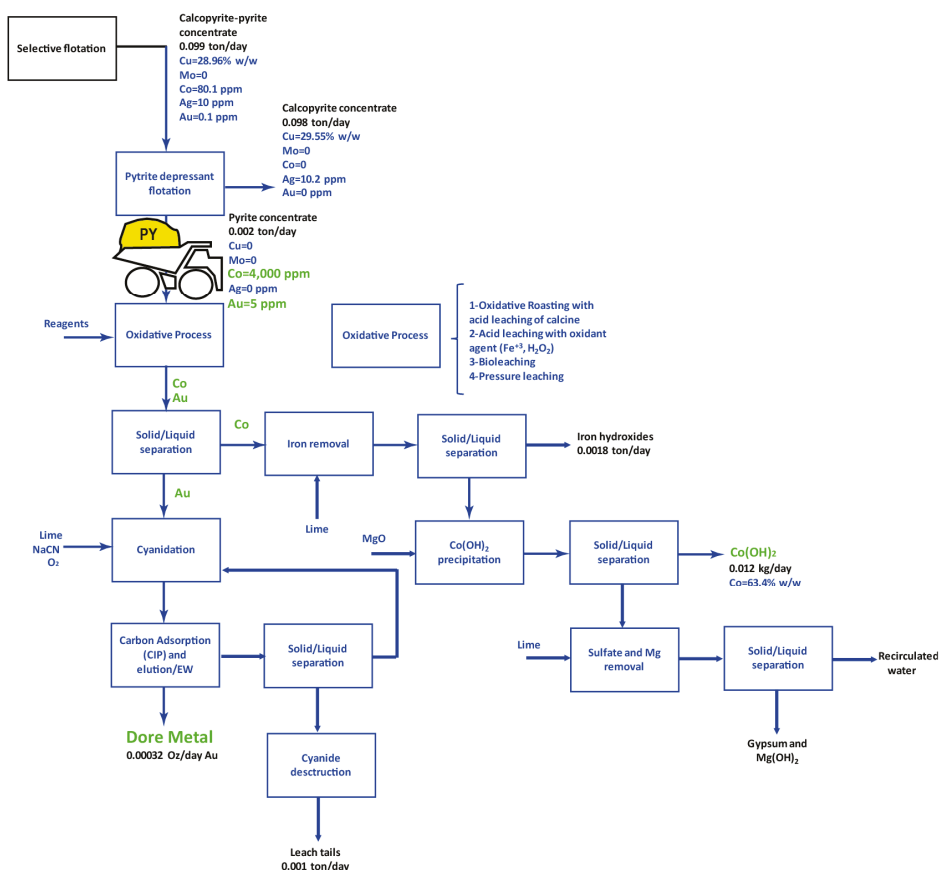 Selective flotation
Calcopyrite-pyrite
concentrate
0.099 ton/day
Cu=28.96% w/w
Mo=0
Co=80.1 ppm
Ag=10 ppm
Au=0.1 ppm
Calcopyrite concentrate
0.098 ton/day
Cu=29.55% w/w
Mo=0
Co=0
Ag=10.2 ppm
Au=0 ppm
Pytrite depressant
flotation
PY
Pyrite concentrate
0.002 ton/day
Cu=0
Mo=0
Co=4,000 ppm
Ag=0 ppm
Au=5 ppm
Reagents
Oxidative Process
Oxidative Process
1-Oxidative Roasting with
acid leaching of calcine
2-Acid leaching with oxidant
agent (Fe⁺³, H₂O₂)
3-Bioleaching
4-Pressure leaching
Co
Au
Solid/Liquid
separation
Co
Iron removal
Solid/Liquid
separation
Iron hydroxides
0.0018 ton/day
Au
Lime
Lime
NaCN
O₂
Cyanidation
MgO
Co(OH)₂
precipitation
Solid/Liquid
separation
Co(OH)₂
0.012 kg/day
Co=63.4% w/w
Carbon Adsorption
(CIP) and
elution/EW
Solid/Liquid
separation
Lime
Sulfate and Mg
removal
Solid/Liquid
separation
Recirculated
water
Dore Metal
0.00032 Oz/day Au
Cyanide
desctruction
Gypsum and
Mg(OH)₂
Leach tails
0.001 ton/day